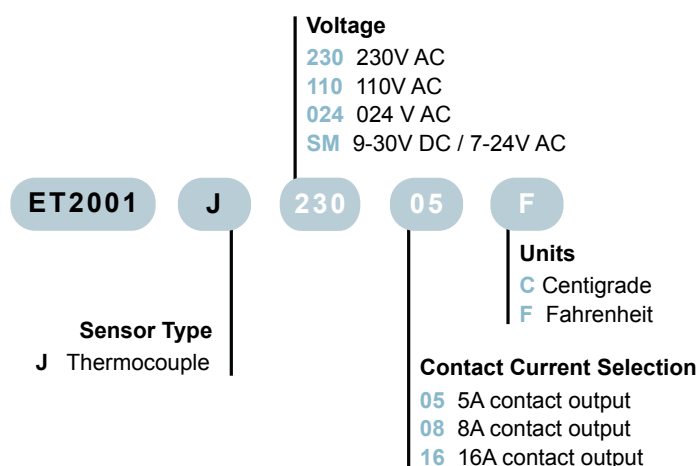 Voltage
230 230V AC
110 110V AC
024 024 V AC
SM 9-30V DC / 7-24V AC
ET2001 J 230 05 F
Units
C Centigrade
F Fahrenheit
Sensor Type
J Thermocouple
Contact Current Selection
05 5A contact output
08 8A contact output
16 16A contact output